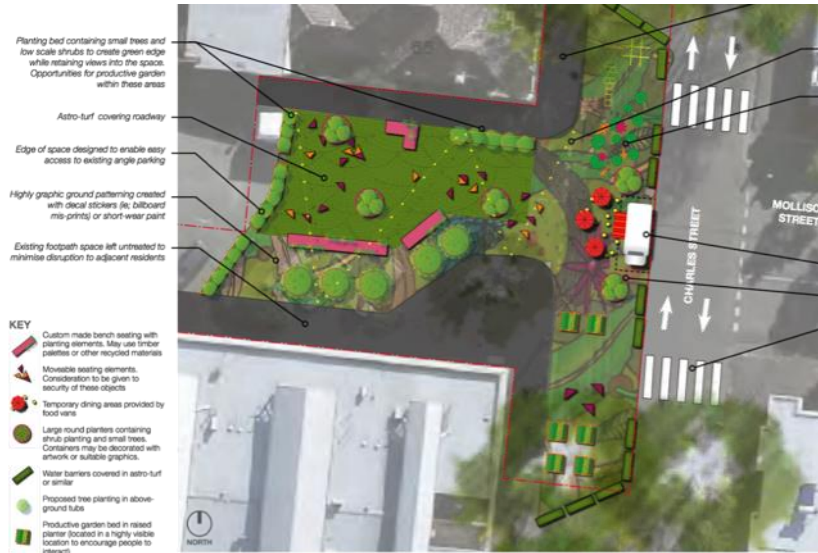 Planting bed containing small trees and
low scale shrubs to create green edge
while retaining views into the space.
Opportunities for productive garden
within these areas
Astro-turf covering roadway
Edge of space designed to enable easy
access to existing angle parking
Highly graphic ground patterning created
with decal stickers (ie; billboard
mis-prints) or short-wear paint
Existing footpath space left untreated to
minimise disruption to adjacent residents
CHARLES STREET
MOLLISO
STREET
KEY
Custom made bench seating with
planting elements. May use timber
palettes or other recycled materials
Moveable seating elements.
Consideration to be given to
security of these objects
Temporary dining areas provided by
food vans
Large round planters containing
shrub planting and small trees.
Containers may be decorated with
artwork or suitable graphics.
Water barriers covered in astro-turf
or similar
Proposed tree planting in above-
ground tubs
Productive garden bed in raised
planter (located in a highly visible
location to encourage people to
interact)
NORTH